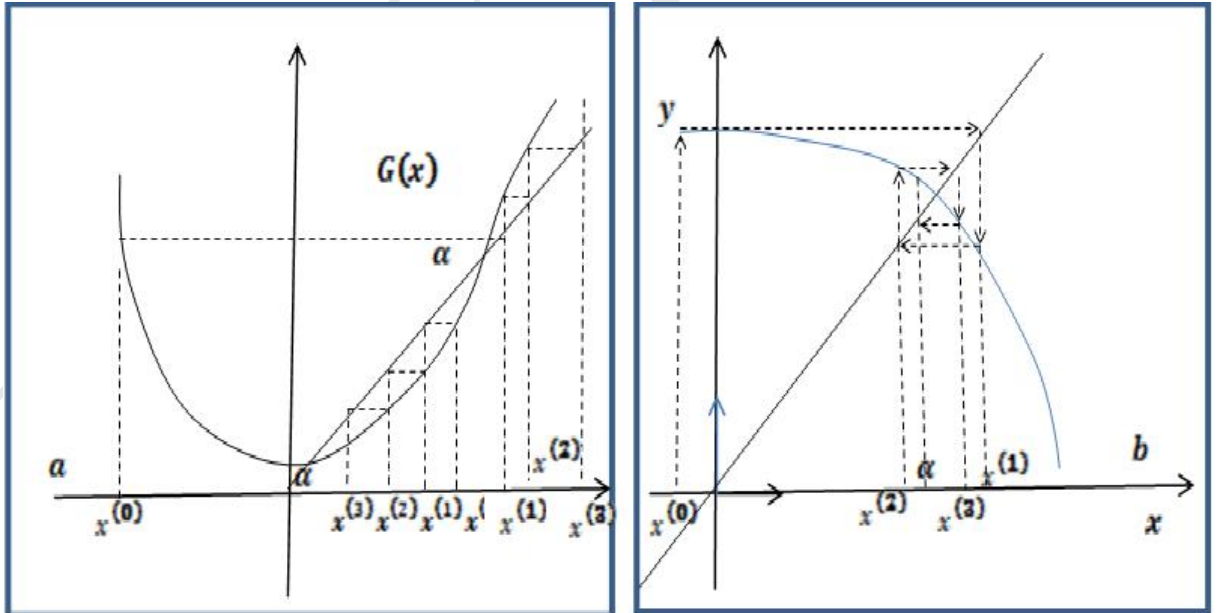 G(x)
α
a
α
x⁽²⁾
x⁽⁰⁾ x⁽³⁾ x⁽²⁾ x⁽¹⁾ x⁽ x⁽¹⁾ x⁽³⁾
y
α x⁽¹⁾ b
x⁽⁰⁾ x⁽²⁾ x⁽³⁾ x